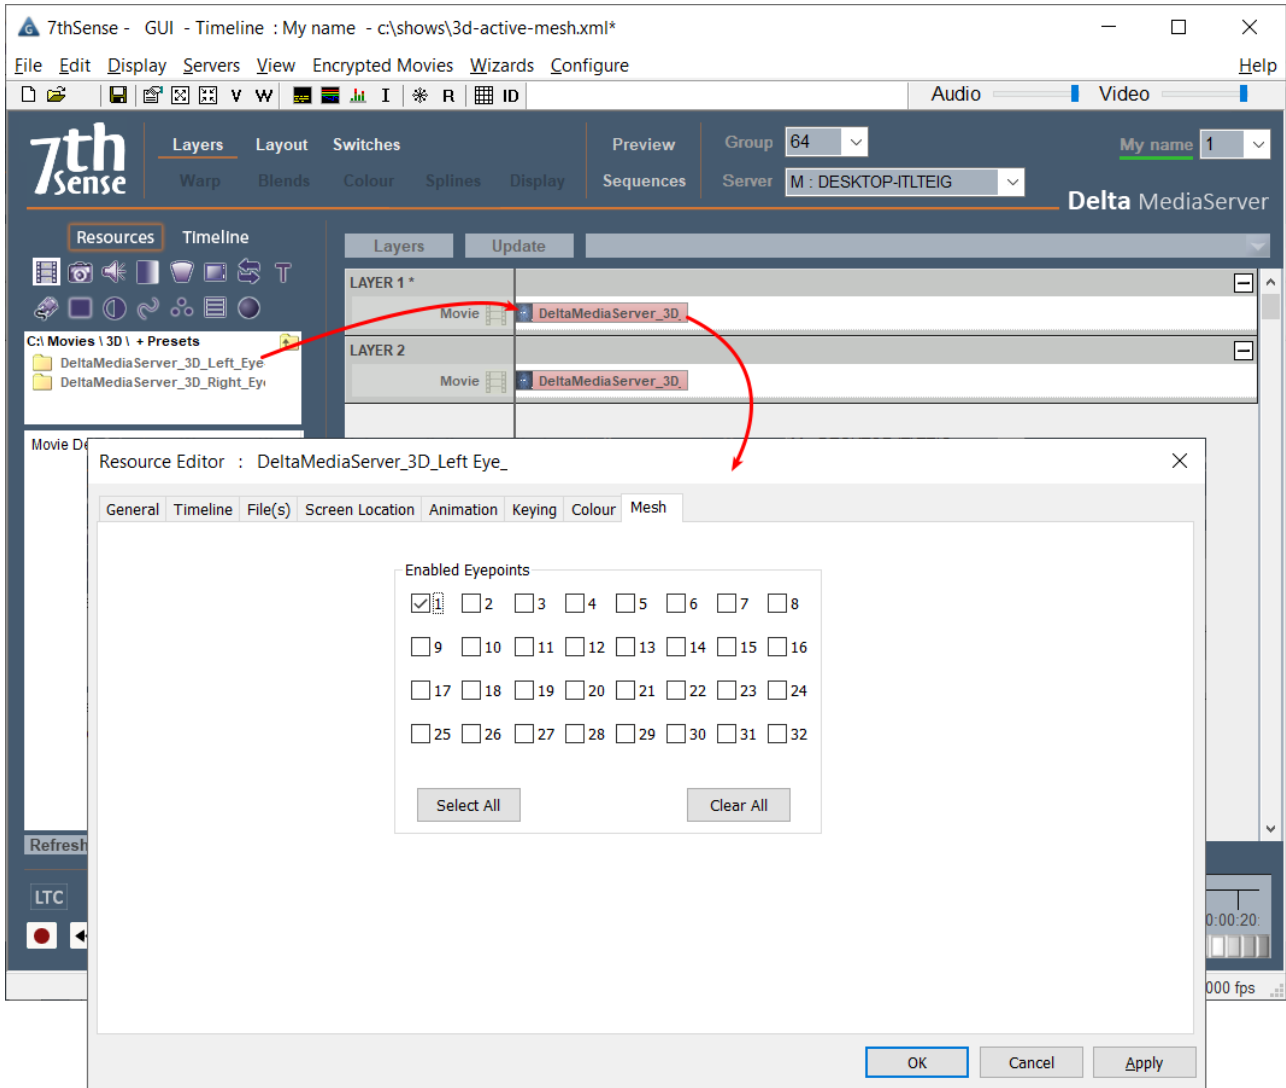 7thSense - GUI - Timeline : My name - c:\shows\3d-active-mesh.xml*
File Edit Display Servers View Encrypted Movies Wizards Configure Help
V W I R ID Audio Video
7th Sense
Layers Layout Switches Preview Group 64 My name 1
Warp Blends Colour Splines Display Sequences Server M : DESKTOP-ITLTEIG
Delta MediaServer
Resources Timeline
Layers Update
T
LAYER 1 *
Movie DeltaMediaServer_3D_
C:\ Movies \ 3D \ + Presets
LAYER 2
DeltaMediaServer_3D_Left_Eye
DeltaMediaServer_3D_Right_Eye
Movie DeltaMediaServer_3D_
Movie De
Resource Editor : DeltaMediaServer_3D_Left Eye_
General Timeline File(s) Screen Location Animation Keying Colour Mesh
Enabled Eyepoints
1 2 3 4 5 6 7 8
9 10 11 12 13 14 15 16
17 18 19 20 21 22 23 24
25 26 27 28 29 30 31 32
Select All Clear All
Refresh
LTC
0:00:20:
000 fps
OK Cancel Apply